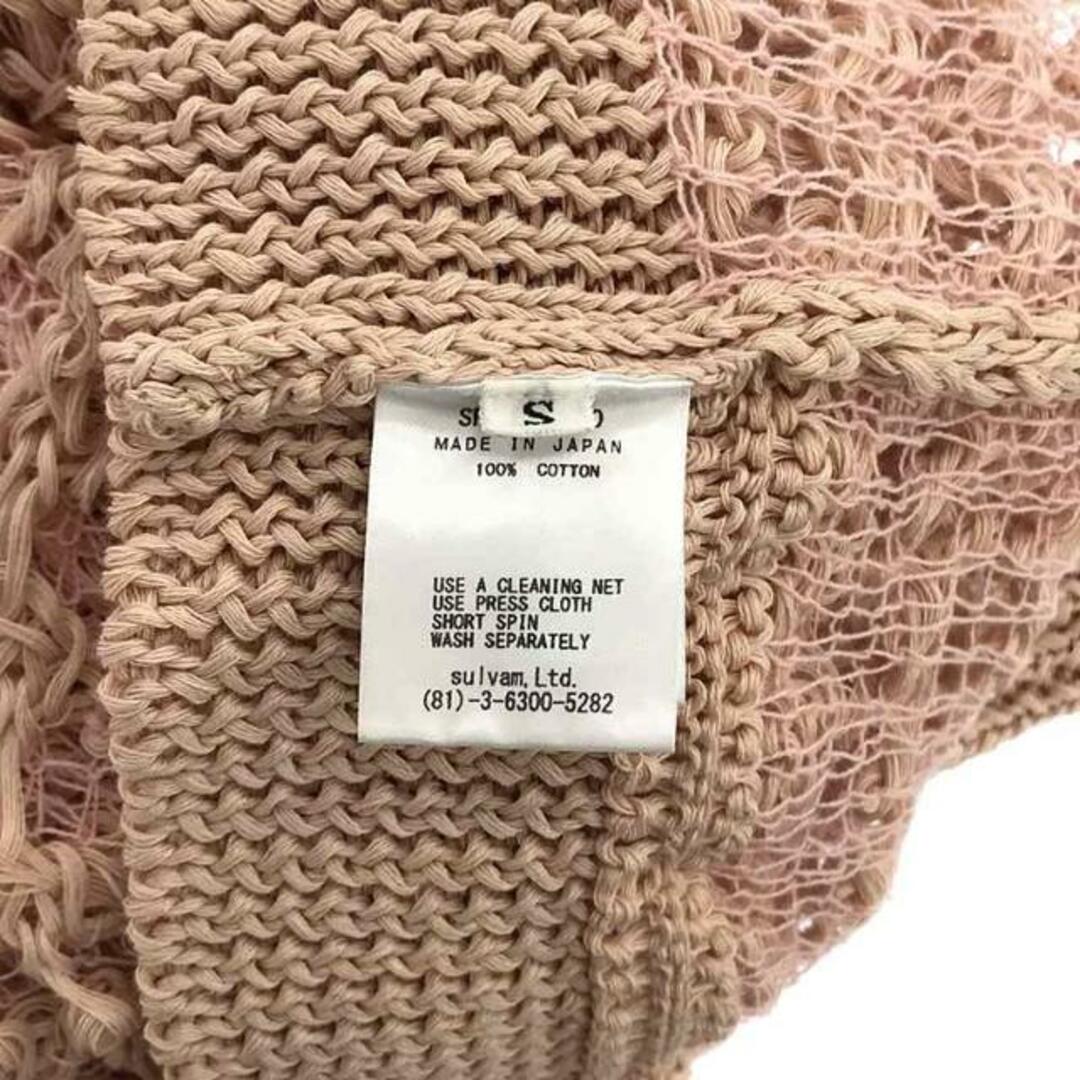 S
MADE IN JAPAN
100% COTTON
USE A CLEANING NET
USE PRESS CLOTH
SHORT SPIN
WASH SEPARATELY
sulvam, Ltd.
(81)-3-6300-5282